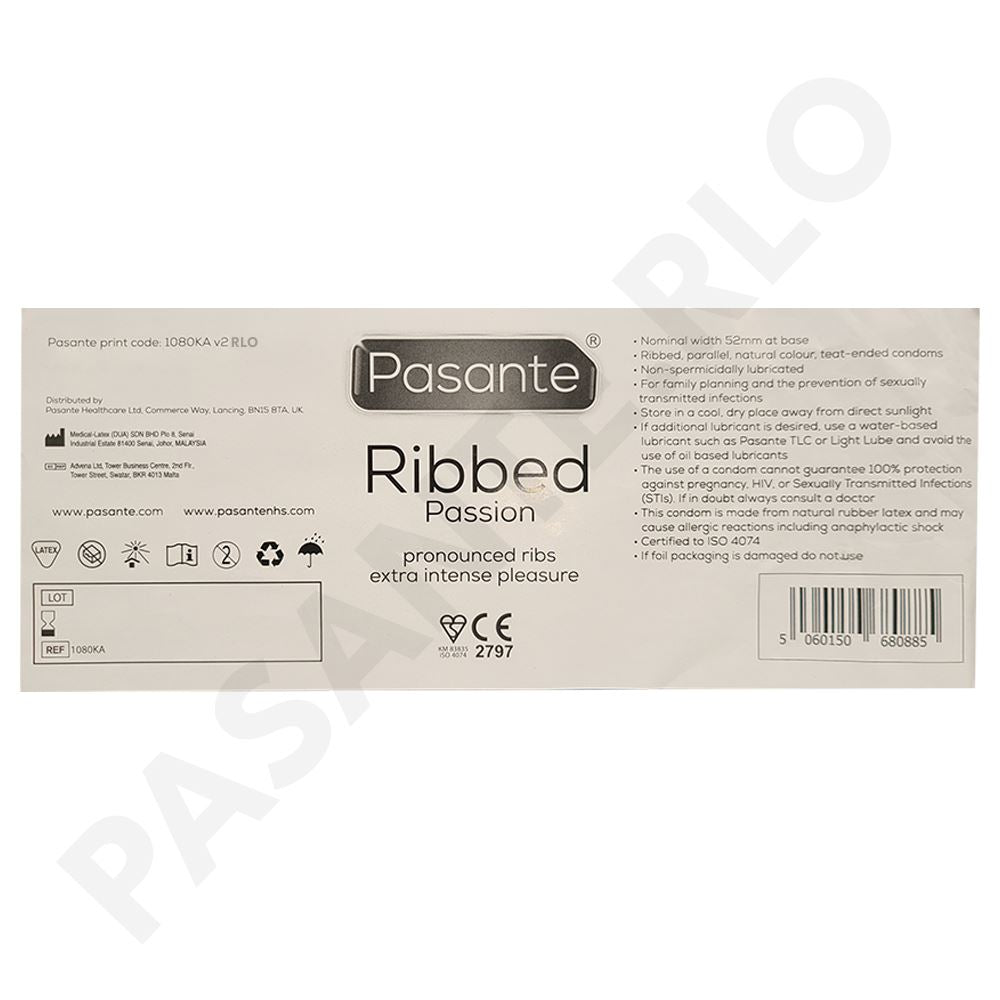 Pasante print code: 1080KA v2 RLO
Distributed by
Pasante Healthcare Ltd, Commerce Way, Lancing, BN15 8TA, UK.
Medical-Latex (DUA) SDN BHD Plo 8, Senai
Industrial Estate 81400 Senai, Johor, MALAYSIA
EC REP
Advena Ltd, Tower Business Centre, 2nd Flr.,
Tower Street, Swatar, BKR 4013 Malta
www.pasante.com www.pasantenhs.com
LATEX
2
LOT
REF 1080KA
Pasante®
Ribbed
Passion
pronounced ribs
extra intense pleasure
KM 83835
ISO 4074
CE
2797
• Nominal width 52mm at base
• Ribbed, parallel, natural colour, teat-ended condoms
• Non-spermicidally lubricated
• For family planning and the prevention of sexually
transmitted infections
• Store in a cool, dry place away from direct sunlight
• If additional lubricant is desired, use a water-based
lubricant such as Pasante TLC or Light Lube and avoid the
use of oil based lubricants
• The use of a condom cannot guarantee 100% protection
against pregnancy, HIV, or Sexually Transmitted Infections
(STIs). If in doubt always consult a doctor
• This condom is made from natural rubber latex and may
cause allergic reactions including anaphylactic shock
• Certified to ISO 4074
• If foil packaging is damaged do not use
5 060150 680885
PASANTE RLO